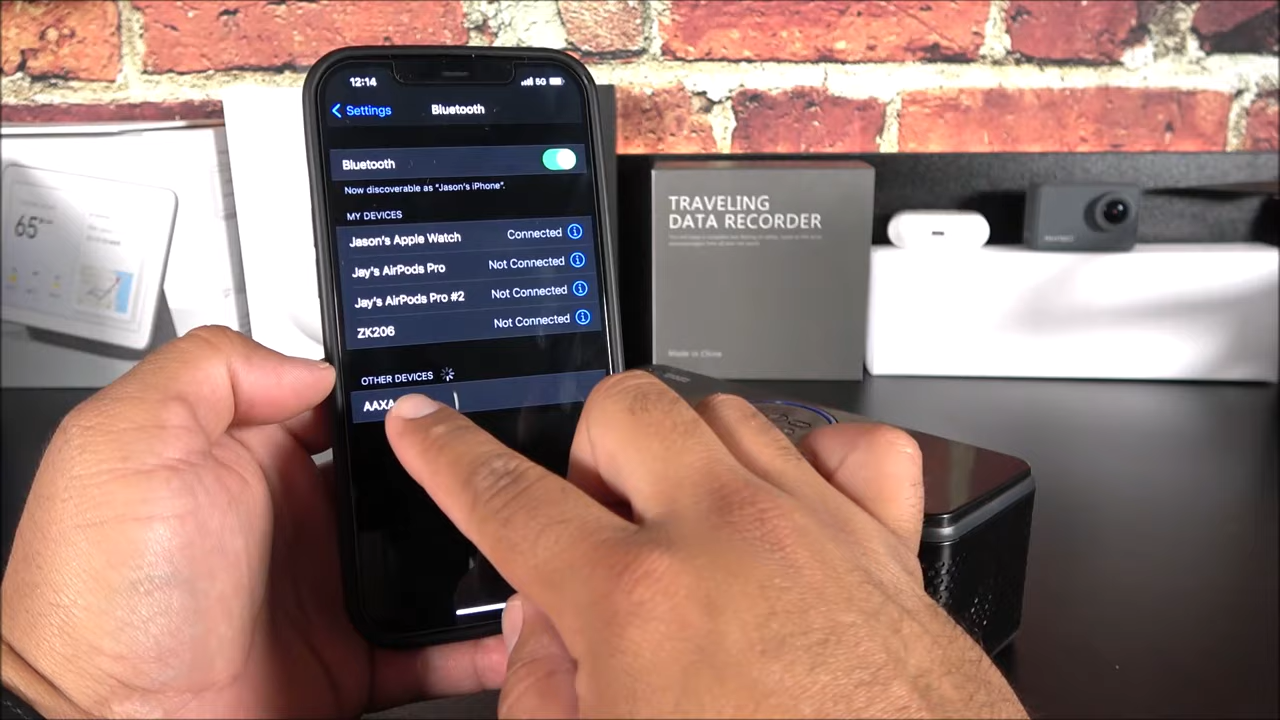 12:14
5G
Settings
Bluetooth
Bluetooth
Now discoverable as "Jason's iPhone".
MY DEVICES
Jason's Apple Watch Connected
Jay's AirPods Pro Not Connected
Jay's AirPods Pro #2 Not Connected
ZK206 Not Connected
OTHER DEVICES
AAXA
TRAVELING
DATA RECORDER
Made in China
65°